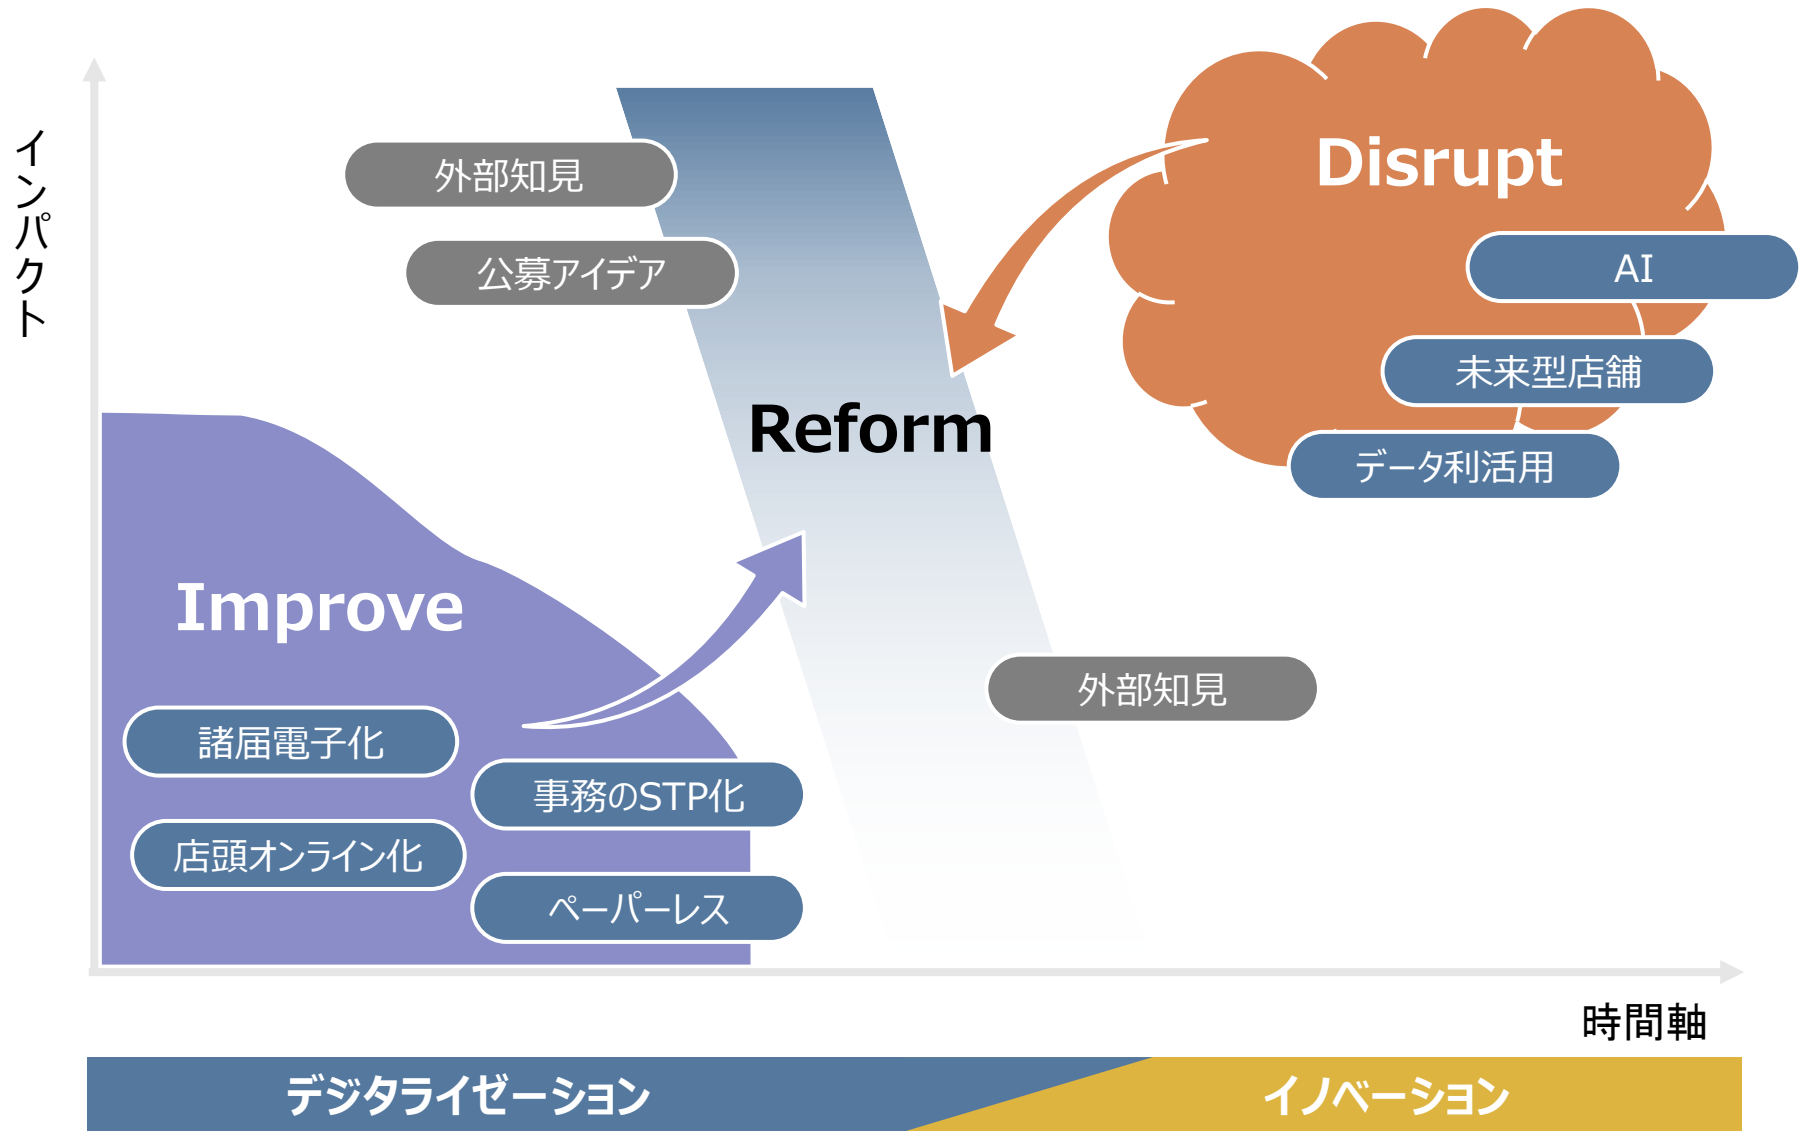 インパクト
外部知見
公募アイデア
Disrupt
AI
未来型店舗
データ利活用
Reform
Improve
外部知見
諸届電子化
事務のSTP化
店頭オンライン化
ペーパーレス
時間軸
デジタライゼーション
イノベーション